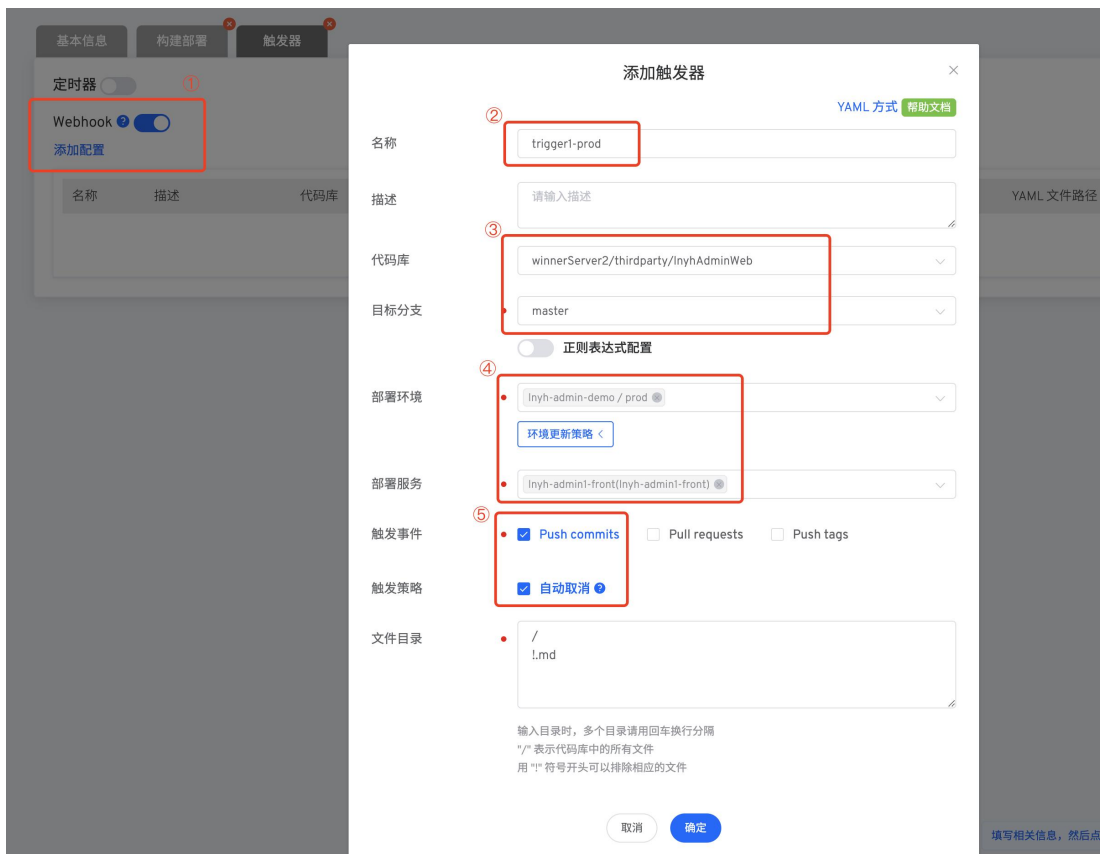 基本信息
构建部署
触发器
定时器
①
Webhook
添加配置
名称
描述
代码库
YAML 文件路径
添加触发器
YAML 方式 帮助文档
②
名称
trigger1-prod
描述
请输入描述
③
代码库
winnerServer2/thirdparty/lnyhAdminWeb
目标分支
master
正则表达式配置
④
部署环境
lnyh-admin-demo / prod
环境更新策略 <
部署服务
lnyh-admin1-front(lnyh-admin1-front)
⑤
触发事件
Push commits
Pull requests
Push tags
触发策略
自动取消
文件目录
/
!.md
输入目录时，多个目录请用回车换行分隔
"/" 表示代码库中的所有文件
用 "!" 符号开头可以排除相应的文件
取消
确定
填写相关信息，然后点